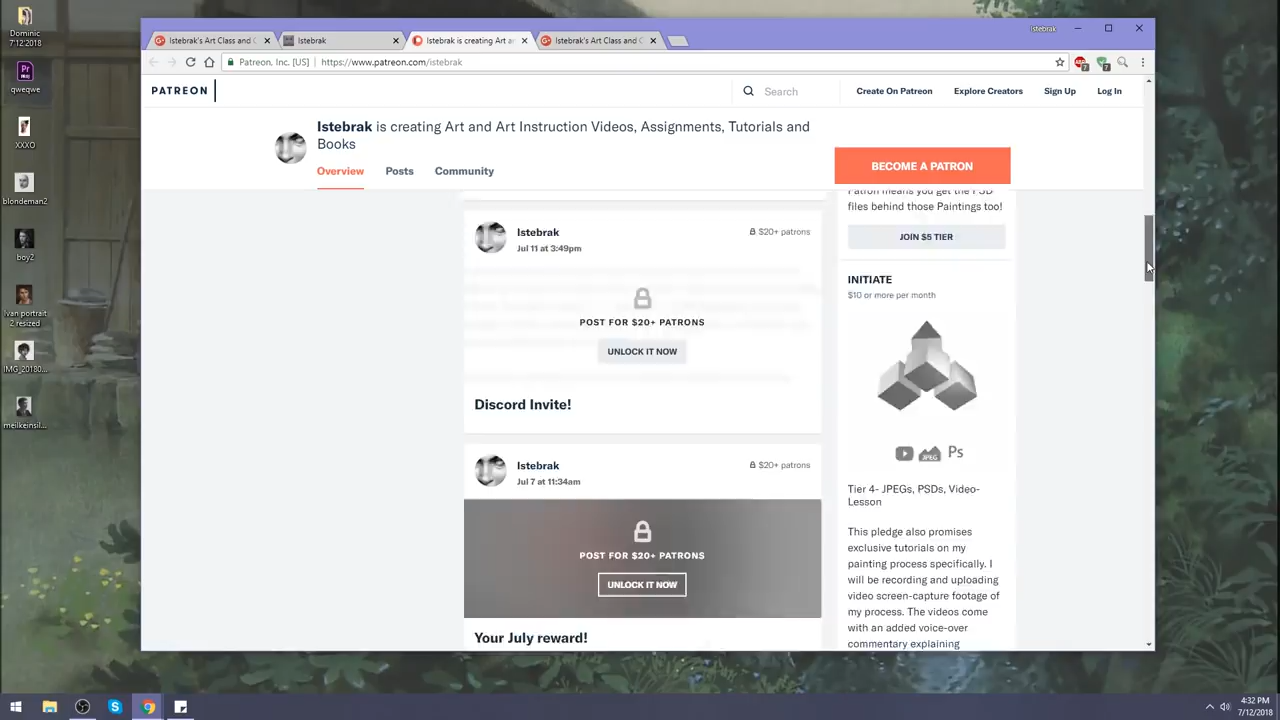 Dominic
7/12/2018
qweqwe
XXXO
blondeman2
boy2
Ivan portrait
2 resized
IMG_20180...
meilkeinsil...
Istebrak
Istebrak's Art Class and C
Istebrak
Istebrak is creating Art an
Istebrak's Art Class and C
Patreon, Inc. [US]
https://www.patreon.com/istebrak
PATREON
Search
Create On Patreon
Explore Creators
Sign Up
Log In
Istebrak is creating Art and Art Instruction Videos, Assignments, Tutorials and
Books
BECOME A PATRON
Overview
Posts
Community
Istebrak
Jul 11 at 3:49pm
$20+ patrons
POST FOR $20+ PATRONS
UNLOCK IT NOW
Discord Invite!
Istebrak
Jul 7 at 11:34am
$20+ patrons
POST FOR $20+ PATRONS
UNLOCK IT NOW
Your July reward!
Patron means you get the PSD
files behind those Paintings too!
JOIN $5 TIER
INITIATE
$10 or more per month
JPEG
Ps
Tier 4- JPEGs, PSDs, Video-
Lesson
This pledge also promises
exclusive tutorials on my
painting process specifically. I
will be recording and uploading
video screen-capture footage of
my process. The videos come
with an added voice-over
commentary explaining
4:32 PM
7/12/2018